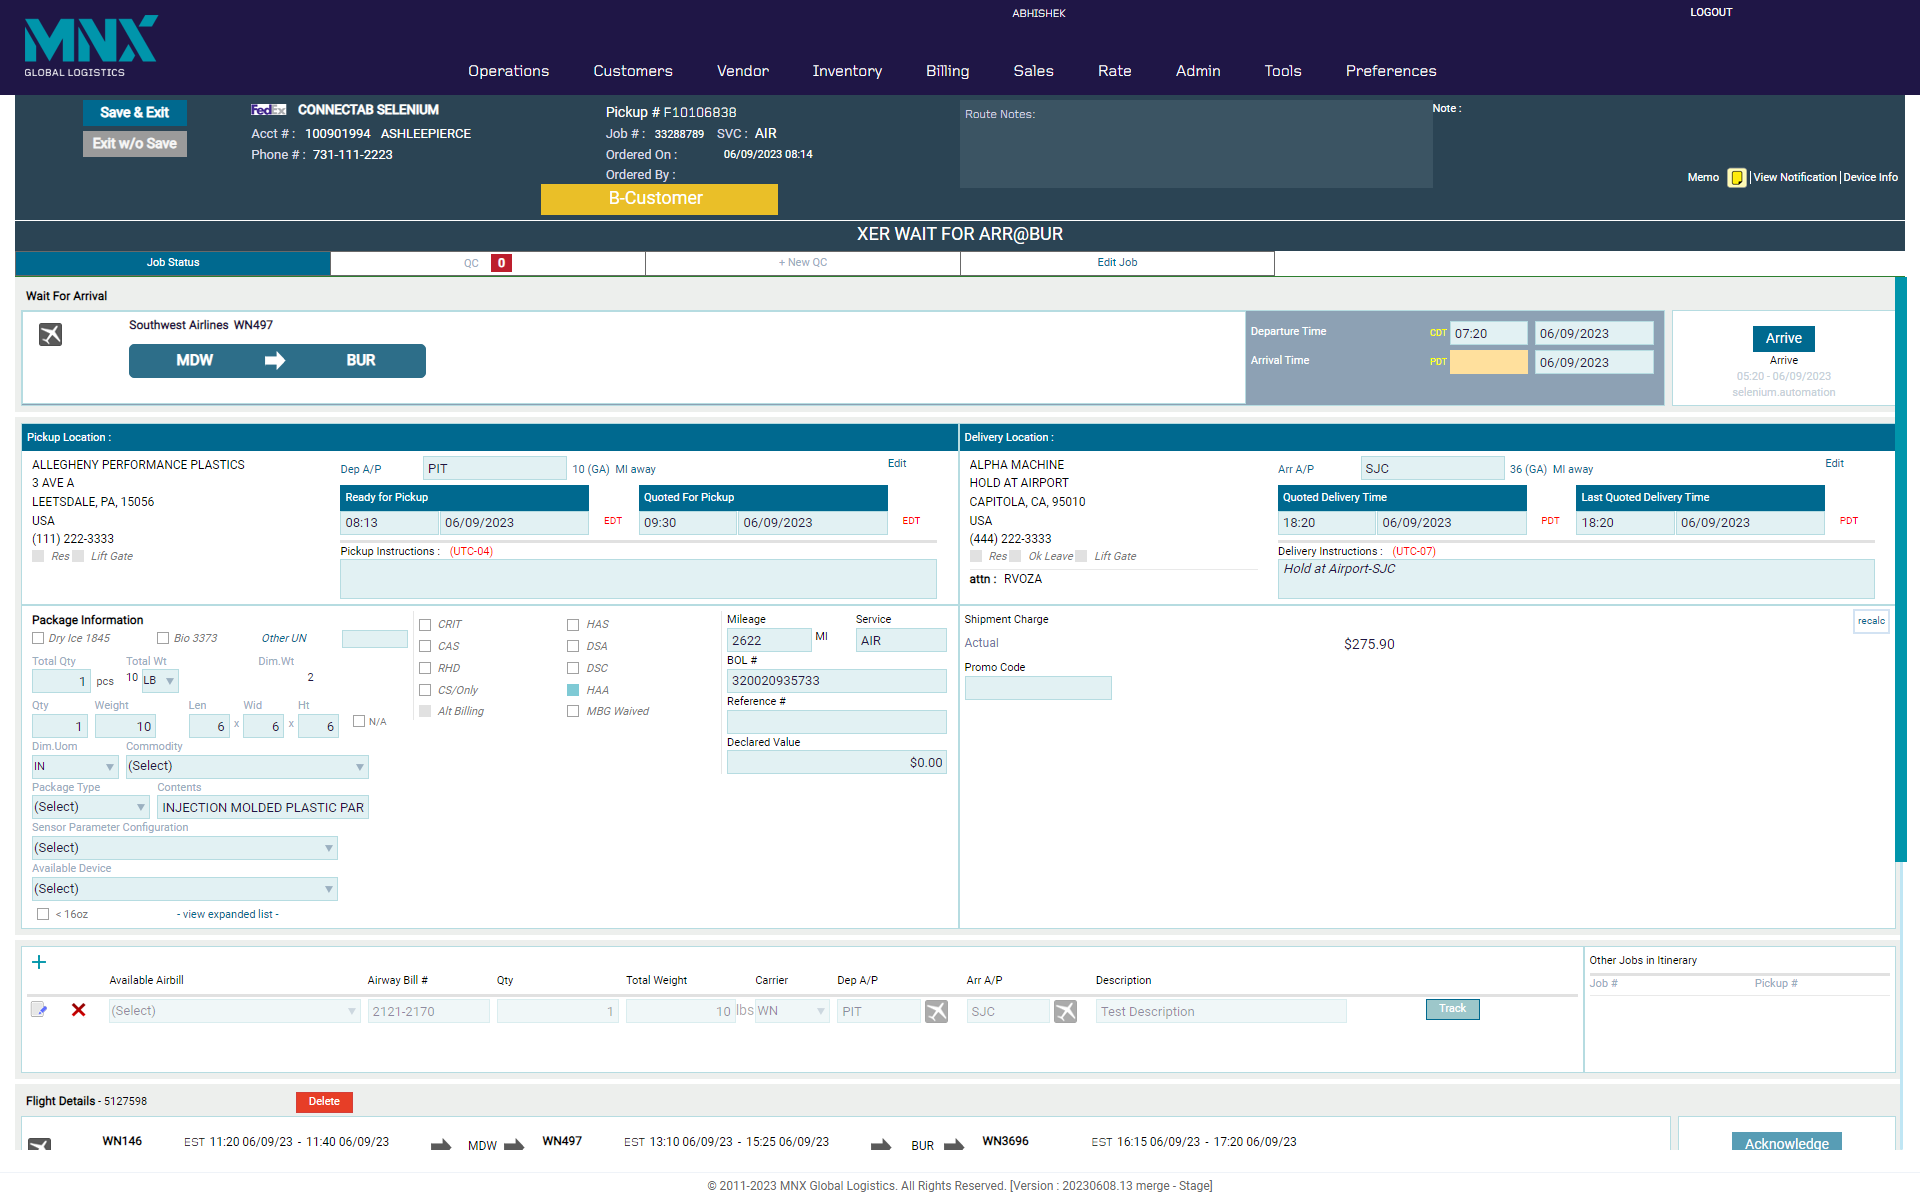 MNX
GLOBAL LOGISTICS
ABHISHEK
LOGOUT
Operations Customers Vendor Inventory Billing Sales Rate Admin Tools Preferences
Save & Exit
Exit w/o Save
FedEx CONNECTAB SELENIUM
Acct # : 100901994 ASHLEEPIERCE
Phone # : 731-111-2223
Pickup # F10106838
Job # : 33288789 SVC : AIR
Ordered On : 06/09/2023 08:14
Ordered By :
B-Customer
Route Notes:
Note :
Memo | View Notification | Device Info
XER WAIT FOR ARR@BUR
Job Status QC 0 + New QC Edit Job
Wait For Arrival
Southwest Airlines WN497
MDW BUR
Departure Time CDT 07:20 06/09/2023
Arrival Time PDT 06/09/2023
Arrive
Arrive
05:20 - 06/09/2023
selenium.automation
Pickup Location :
ALLEGHENY PERFORMANCE PLASTICS
3 AVE A
LEETSDALE, PA, 15056
USA
(111) 222-3333
Res Lift Gate
Dep A/P PIT 10 (GA) MI away Edit
Ready for Pickup Quoted For Pickup
08:13 06/09/2023 EDT 09:30 06/09/2023 EDT
Pickup Instructions : (UTC-04)
Delivery Location :
ALPHA MACHINE
HOLD AT AIRPORT
CAPITOLA, CA, 95010
USA
(444) 222-3333
Res Ok Leave Lift Gate
attn : RVOZA
Arr A/P SJC 36 (GA) MI away Edit
Quoted Delivery Time Last Quoted Delivery Time
18:20 06/09/2023 PDT 18:20 06/09/2023 PDT
Delivery Instructions : (UTC-07)
Hold at Airport-SJC
Package Information
Dry Ice 1845 Bio 3373 Other UN
Total Qty Total Wt Dim.Wt
1 pcs 10 LB 2
Qty Weight Len Wid Ht
1 10 6 x 6 x 6 N/A
Dim.Uom Commodity
IN (Select)
Package Type Contents
(Select) INJECTION MOLDED PLASTIC PAR
Sensor Parameter Configuration
(Select)
Available Device
(Select)
< 16oz - view expanded list -
CRIT HAS
CAS DSA
RHD DSC
CS/Only HAA
Alt Billing MBG Waived
Mileage Service
2622 MI AIR
BOL #
320020935733
Reference #
Declared Value
$0.00
Shipment Charge recalc
Actual $275.90
Promo Code
+
Available Airbill Airway Bill # Qty Total Weight Carrier Dep A/P Arr A/P Description
(Select) 2121-2170 1 10 lbs WN PIT SJC Test Description Track
Other Jobs in Itinerary
Job # Pickup #
Flight Details - 5127598 Delete
WN146 EST 11:20 06/09/23 - 11:40 06/09/23 MDW WN497 EST 13:10 06/09/23 - 15:25 06/09/23 BUR WN3696 EST 16:15 06/09/23 - 17:20 06/09/23
Acknowledge
© 2011-2023 MNX Global Logistics. All Rights Reserved. [Version : 20230608.13 merge - Stage]